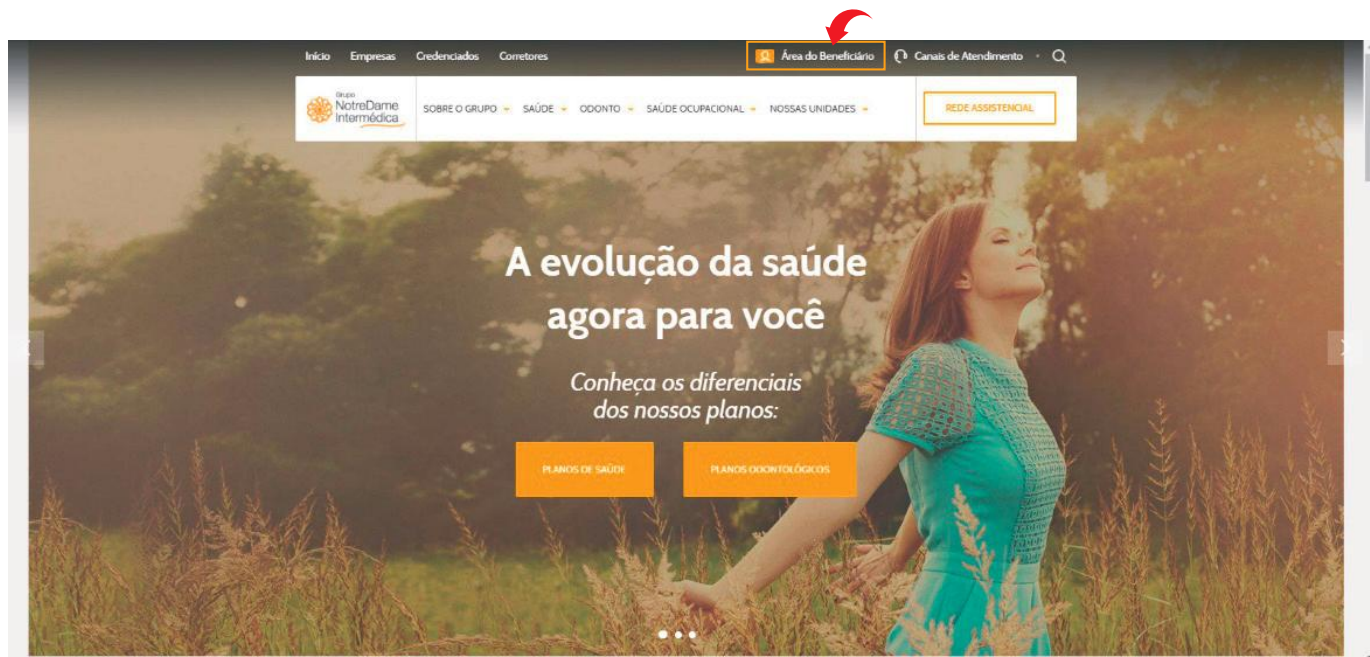 Início Empresas Credenciados Corretores Área do Beneficiário Canais de Atendimento
Grupo
NotreDame
Intermédica
SOBRE O GRUPO SAÚDE ODONTO SAÚDE OCUPACIONAL NOSSAS UNIDADES REDE ASSISTENCIAL
A evolução da saúde
agora para você
Conheça os diferenciais
dos nossos planos:
PLANOS DE SAÚDE PLANOS ODONTOLÓGICOS